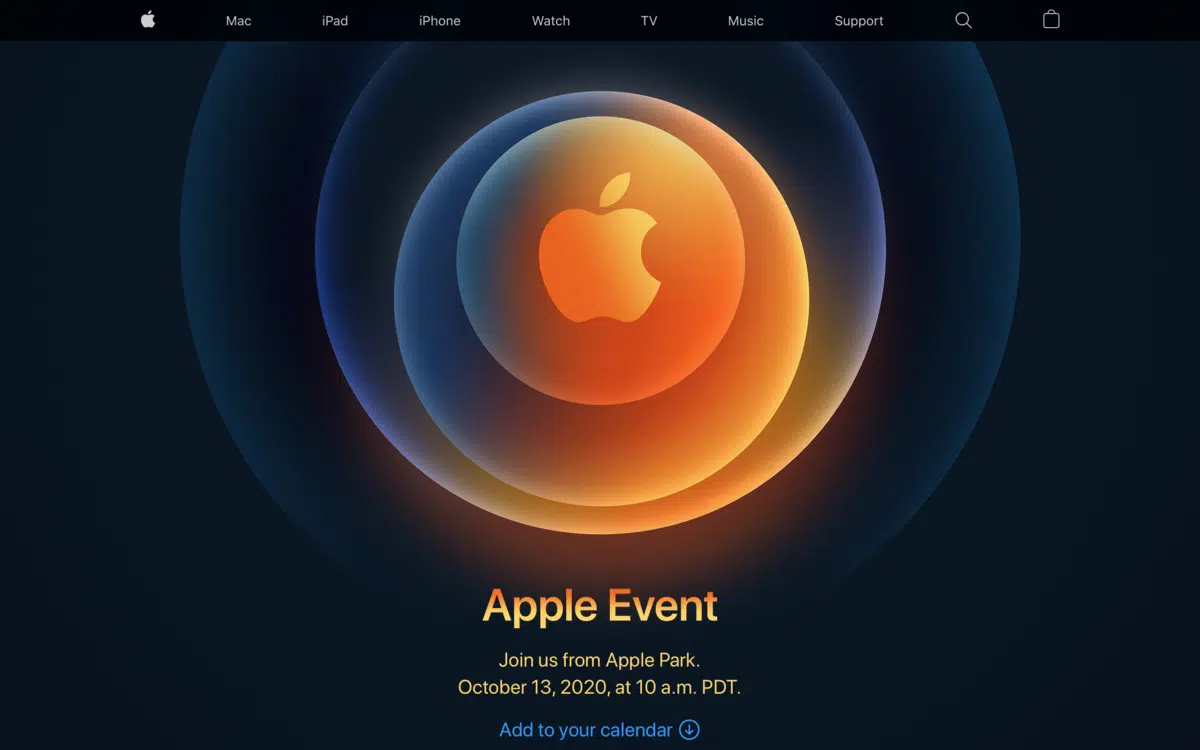 Mac iPad iPhone Watch TV Music Support
Apple Event
Join us from Apple Park.
October 13, 2020, at 10 a.m. PDT.
Add to your calendar